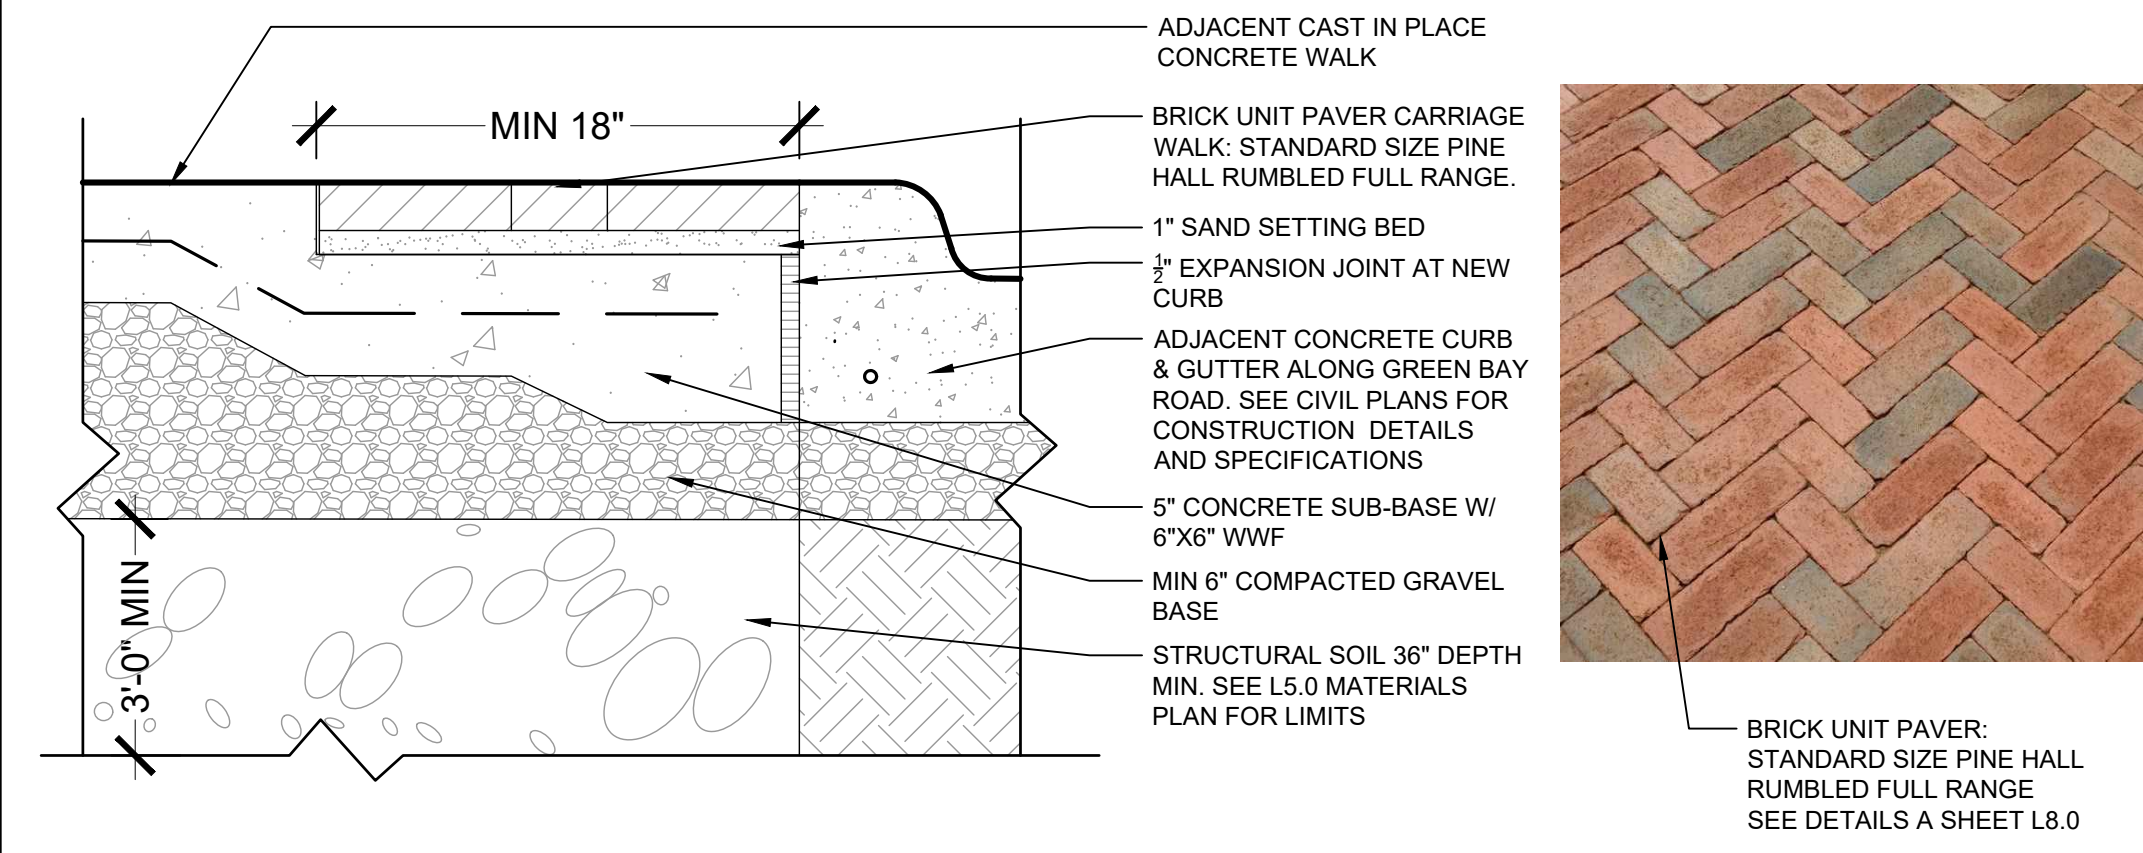 ADJACENT CAST IN PLACE
CONCRETE WALK
MIN 18"
BRICK UNIT PAVER CARRIAGE
WALK: STANDARD SIZE PINE
HALL RUMBLED FULL RANGE.
1" SAND SETTING BED
½" EXPANSION JOINT AT NEW
CURB
ADJACENT CONCRETE CURB
& GUTTER ALONG GREEN BAY
ROAD. SEE CIVIL PLANS FOR
CONSTRUCTION DETAILS
AND SPECIFICATIONS
5" CONCRETE SUB-BASE W/
6"X6" WWF
MIN 6" COMPACTED GRAVEL
BASE
STRUCTURAL SOIL 36" DEPTH
MIN. SEE L5.0 MATERIALS
PLAN FOR LIMITS
3'-0" MIN
BRICK UNIT PAVER:
STANDARD SIZE PINE HALL
RUMBLED FULL RANGE
SEE DETAILS A SHEET L8.0